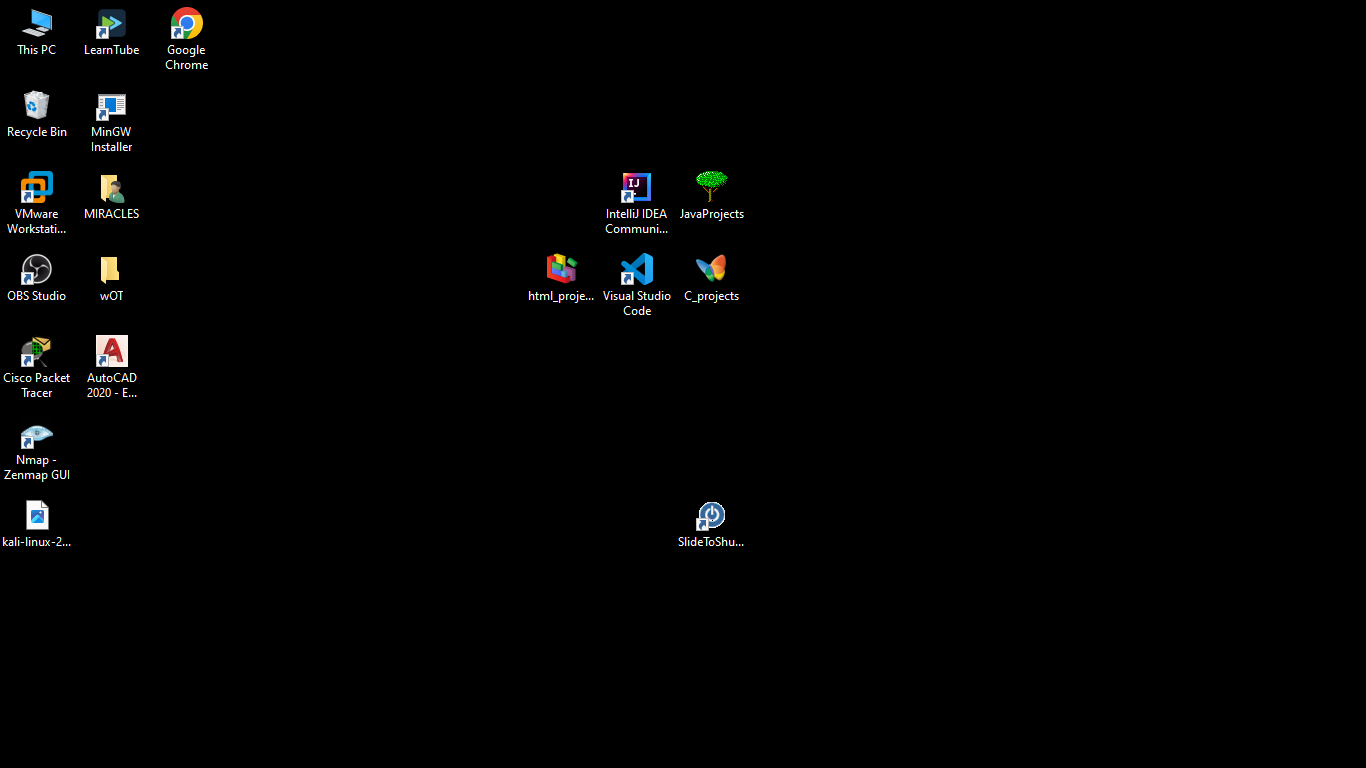 This PC
LearnTube
Google
Chrome
Recycle Bin
MinGW
Installer
VMware
Workstati...
MIRACLES
IntelliJ IDEA
Communi...
JavaProjects
OBS Studio
wOT
html_proje...
Visual Studio
Code
C_projects
Cisco Packet
Tracer
AutoCAD
2020 - E...
Nmap -
Zenmap GUI
kali-linux-2...
SlideToShu...